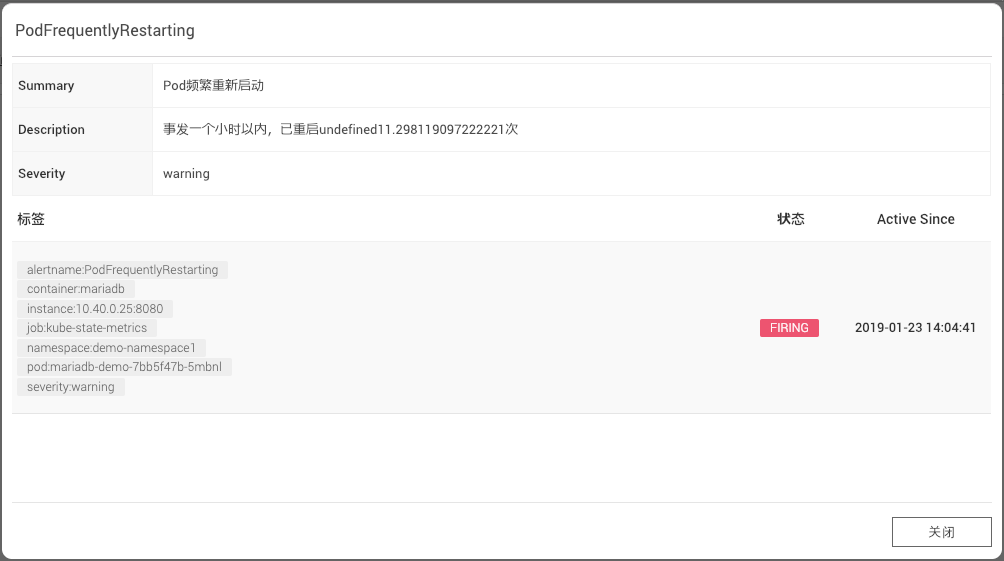 PodFrequentlyRestarting
Summary Pod频繁重新启动
Description 事发一个小时以内，已重启undefined11.298119097222221次
Severity warning
标签 状态 Active Since
alertname:PodFrequentlyRestarting
container:mariadb
instance:10.40.0.25:8080
job:kube-state-metrics
FIRING 2019-01-23 14:04:41
namespace:demo-namespace1
pod:mariadb-demo-7bb5f47b-5mbnl
severity:warning
关闭